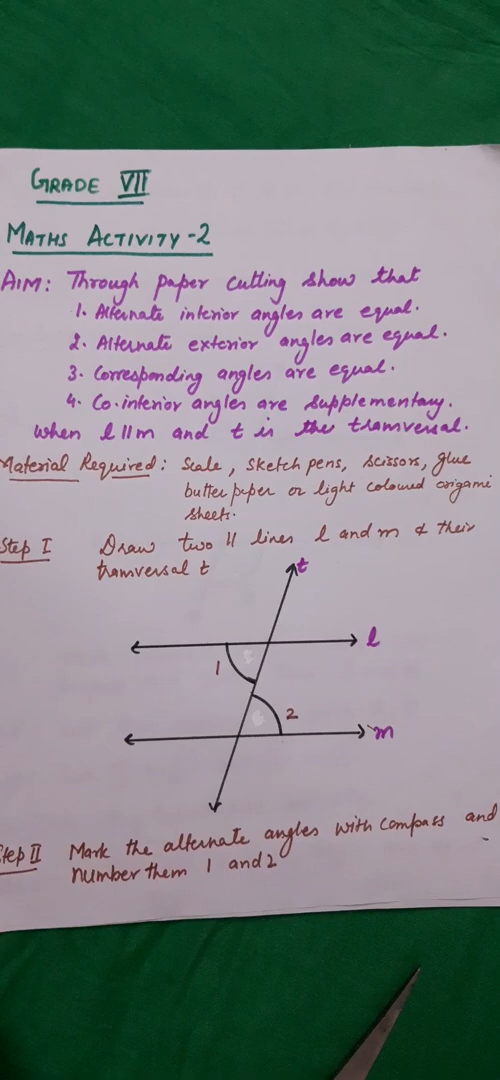 GRADE VII
MATHS ACTIVITY-2
AIM: Through paper cutting show that
1. Alternate interior angles are equal.
2. Alternate exterior angles are equal.
3. Corresponding angles are equal.
4. Co.interior angles are supplementary.
when l || m and t is the transversal.
Material Required: Scale, sketch pens, scissors, glue
butter paper or light coloured origami
sheets.
Step I Draw two || lines l and m & their
tranversal t
t
l
1
2
m
Step II Mark the alternate angles with compass and
number them 1 and 2